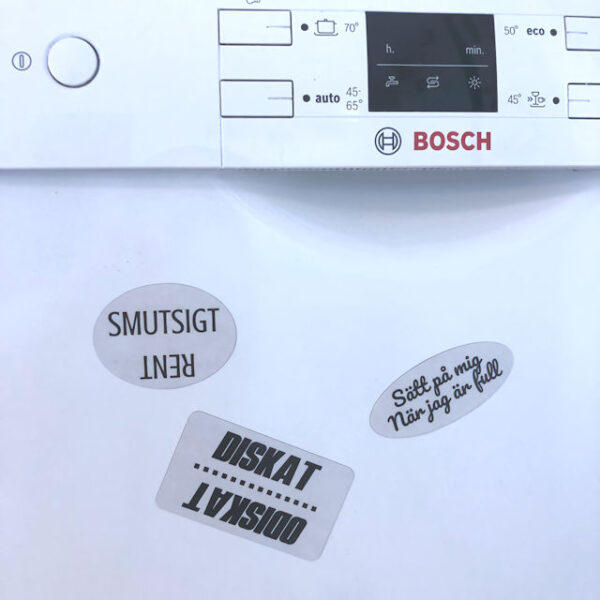 70°
auto 45-
65°
h. min.
50° eco
45°
BOSCH
SMUTSIGT
RENT
Sätt på mig
När jag är full
DISKAT
ODISKAT